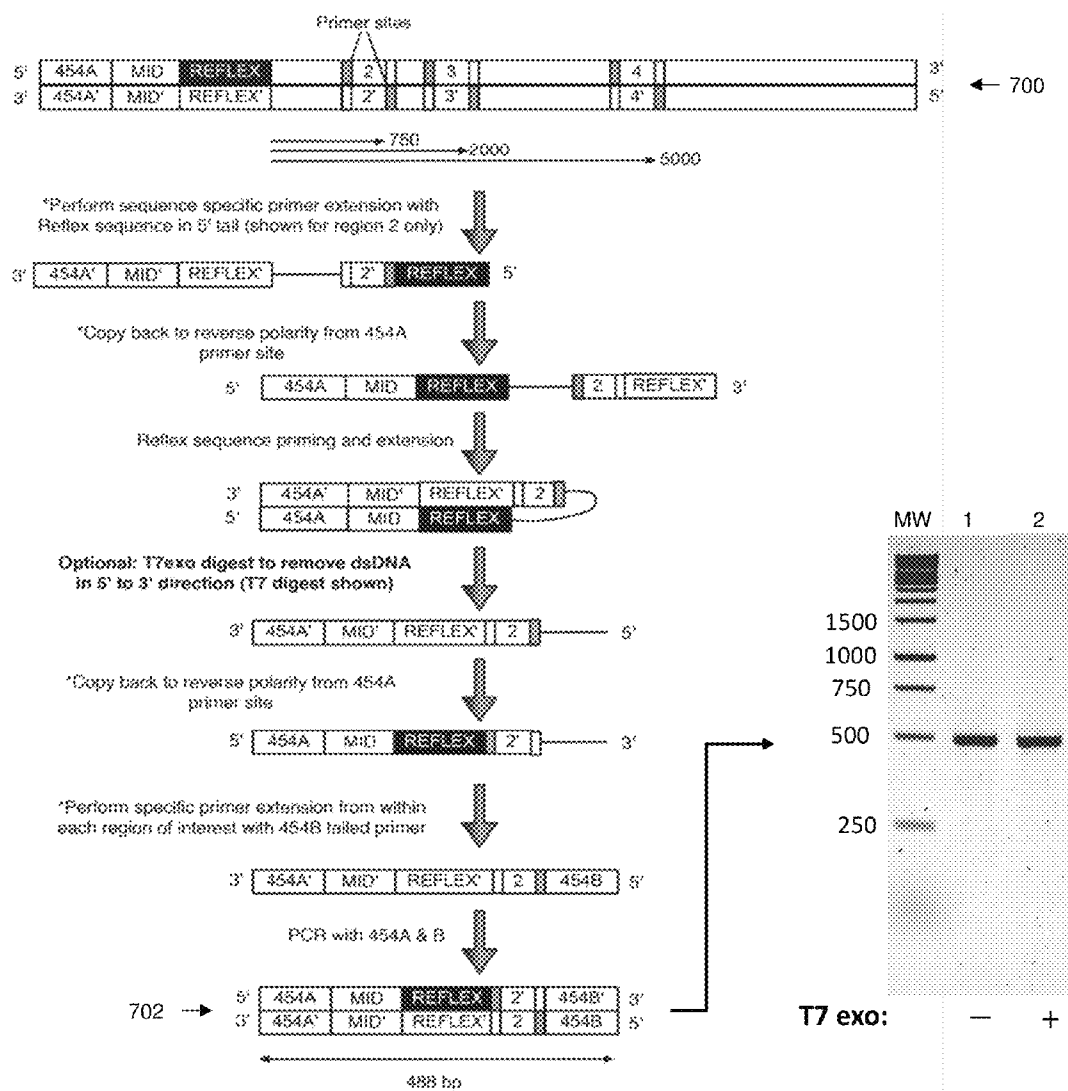 Primer sites
5' 454A MID REFLEX 2 3 4 3'
3' 454A' MID' REFLEX' 2' 3' 4' 5'
← 700
750
2000
5000
*Perform sequence specific primer extension with
Reflex sequence in 5' tail (shown for region 2 only)
3' 454A' MID' REFLEX' 2' REFLEX 5'
*Copy back to reverse polarity from 454A
primer site
5' 454A MID REFLEX 2 REFLEX' 3'
Reflex sequence priming and extension
3' 454A' MID' REFLEX' 2
5' 454A MID REFLEX
Optional: T7exo digest to remove dsDNA
in 5' to 3' direction (T7 digest shown)
3' 454A' MID' REFLEX' 2 5'
*Copy back to reverse polarity from 454A
primer site
5' 454A MID REFLEX 2' 3'
*Perform specific primer extension from within
each region of interest with 454B tailed primer
3' 454A' MID' REFLEX' 2 454B 5'
PCR with 454A & B
702 →
5' 454A MID REFLEX 2' 454B' 3'
3' 454A' MID' REFLEX' 2 454B 5'
488 bp
MW 1 2
1500
1000
750
500
250
T7 exo: — +